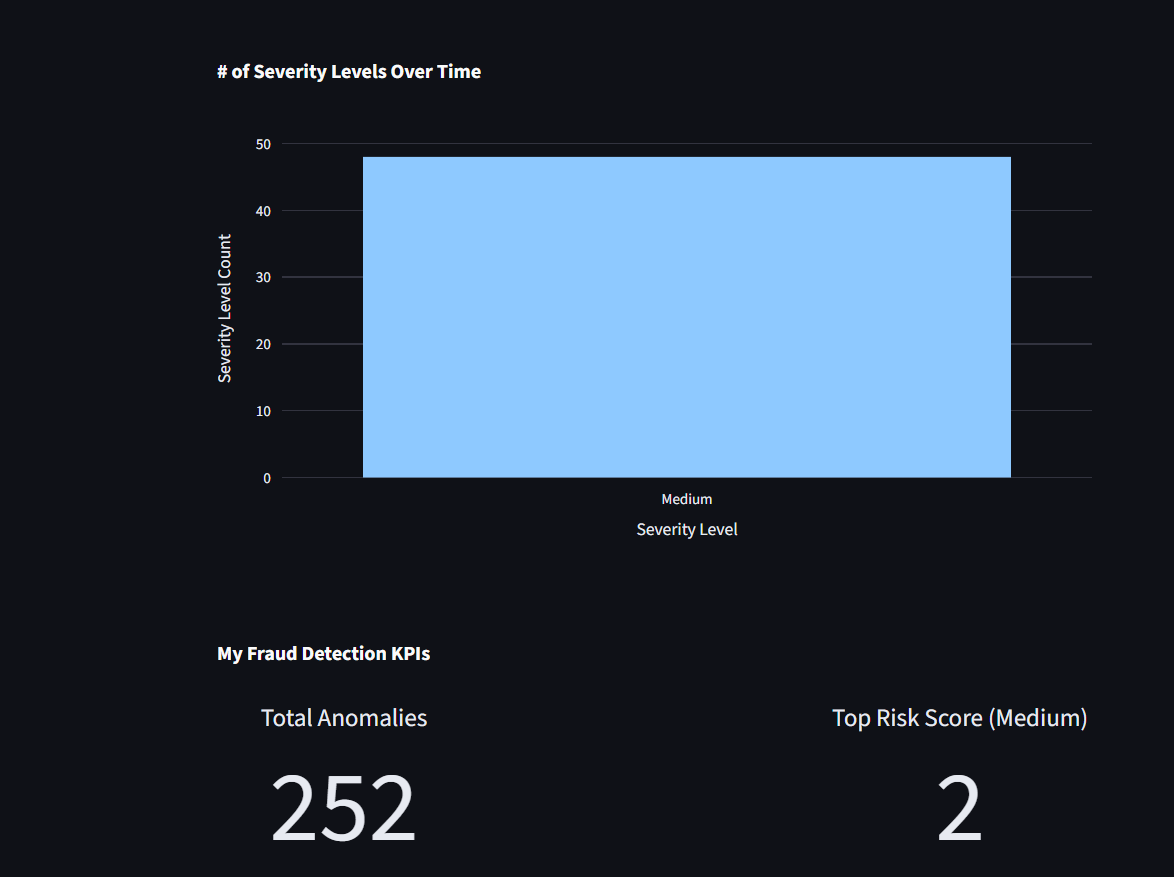 # of Severity Levels Over Time
50
40
30
20
10
0
Severity Level Count
Medium
Severity Level
My Fraud Detection KPIs
Total Anomalies
252
Top Risk Score (Medium)
2